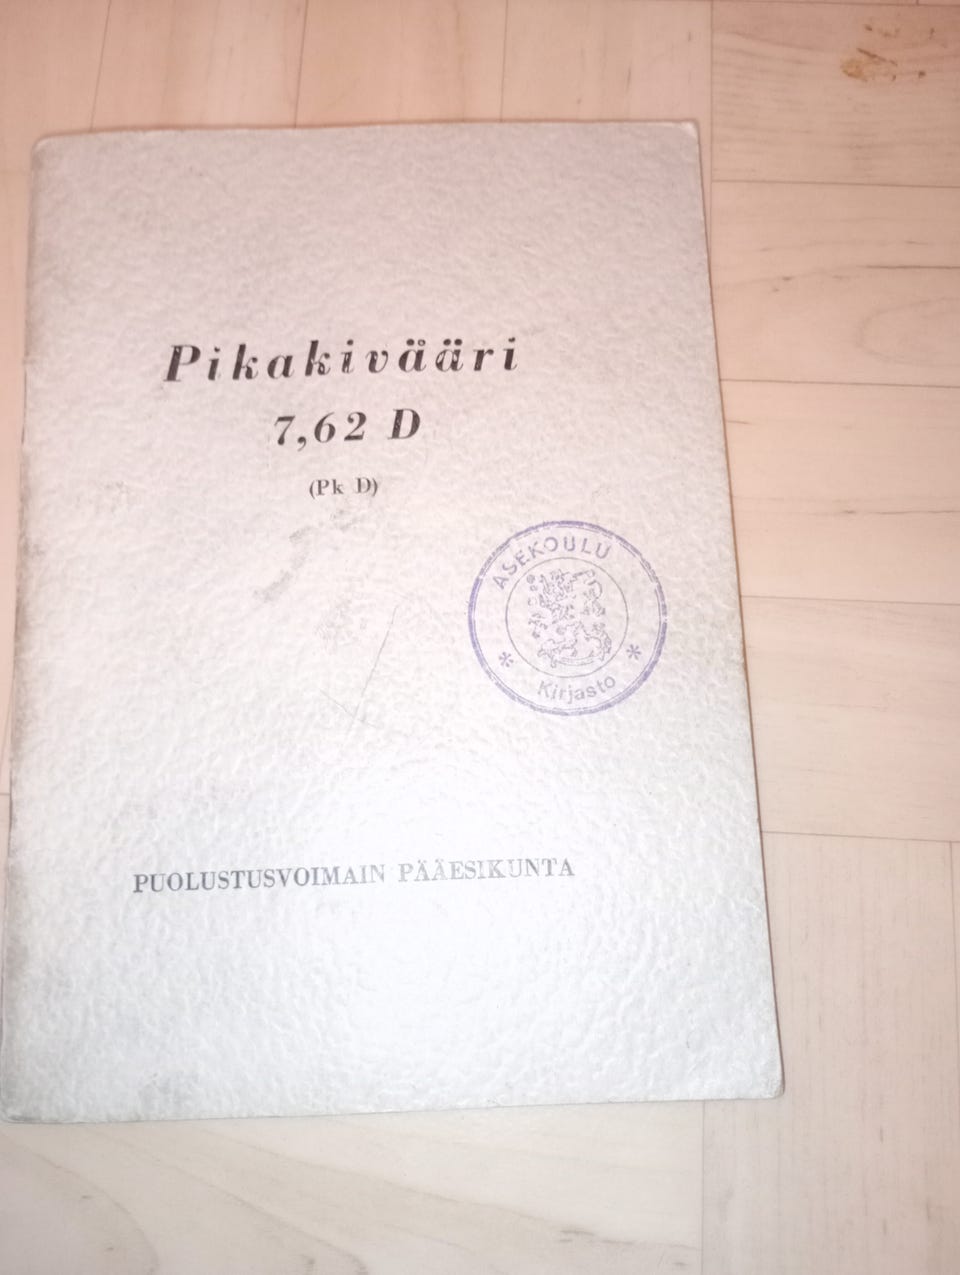 Pikakivääri
7,62 D
(Pk D)
ASEKOULU
* *
Kirjasto
PUOLUSTUSVOIMAIN PÄÄESIKUNTA